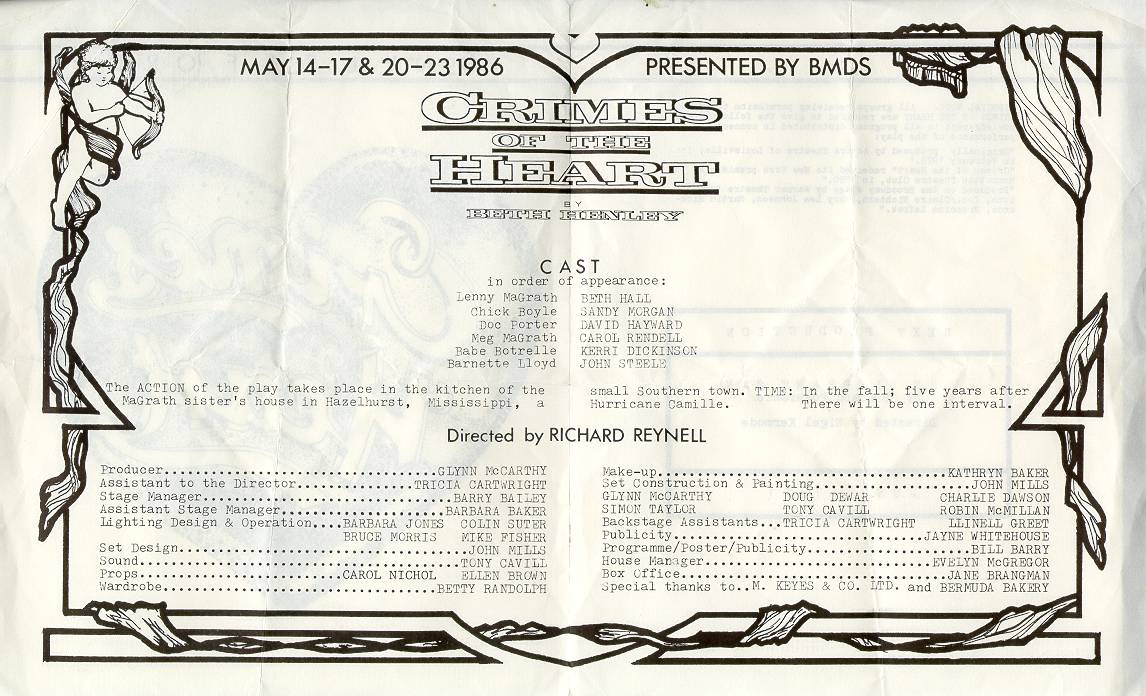 MAY 14-17 & 20-23 1986
PRESENTED BY BMDS
CRIMES
OF THE
HEART
BY
BETH HENLEY
CAST
in order of appearance:
Lenny MaGrath BETH HALL
Chick Boyle SANDY MORGAN
Doc Porter DAVID HAYWARD
Meg MaGrath CAROL RENDELL
Babe Botrelle KERRI DICKINSON
Barnette Lloyd JOHN STEELE
The ACTION of the play takes place in the kitchen of the
MaGrath sister's house in Hazelhurst, Mississippi, a
small Southern town. TIME: In the fall; five years after
Hurricane Camille. There will be one interval.
Directed by RICHARD REYNELL
Producer................................GLYNN McCARTHY
Assistant to the Director..............TRICIA CARTWRIGHT
Stage Manager.............................BARRY BAILEY
Assistant Stage Manager...................BARBARA BAKER
Lighting Design & Operation....BARBARA JONES COLIN SUTER
BRUCE MORRIS MIKE FISHER
Set Design..................................JOHN MILLS
Sound.......................................TONY CAVILL
Props........................CAROL NICHOL ELLEN BROWN
Wardrobe.................................BETTY RANDOLPH
Make-up...................................KATHRYN BAKER
Set Construction & Painting...................JOHN MILLS
GLYNN McCARTHY DOUG DEWAR CHARLIE DAWSON
SIMON TAYLOR TONY CAVILL ROBIN McMILLAN
Backstage Assistants...TRICIA CARTWRIGHT LLINELL GREET
Publicity................................JAYNE WHITEHOUSE
Programme/Poster/Publicity.....................BILL BARRY
House Manager............................EVELYN McGREGOR
Box Office.................................JANE BRANGMAN
Special thanks to..M. KEYES & CO. LTD. and BERMUDA BAKERY